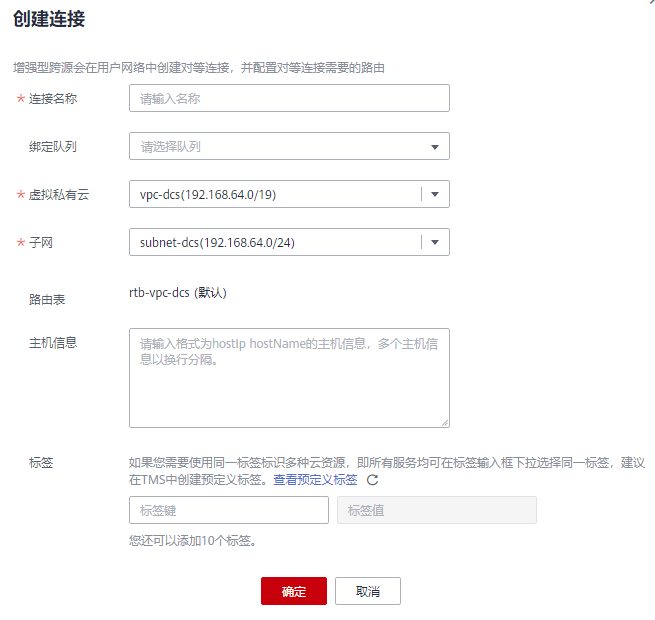 创建连接
增强型跨源会在用户网络中创建对等连接，并配置对等连接需要的路由
* 连接名称 请输入名称
绑定队列 请选择队列
* 虚拟私有云 vpc-dcs(192.168.64.0/19)
* 子网 subnet-dcs(192.168.64.0/24)
路由表 rtb-vpc-dcs (默认)
主机信息 请输入格式为hostIp hostName的主机信息，多个主机信
息以换行分隔。
标签 如果您需要使用同一标签标识多种云资源，即所有服务均可在标签输入框下拉选择同一标签，建议
在TMS中创建预定义标签。查看预定义标签
标签键 标签值
您还可以添加10个标签。
确定 取消